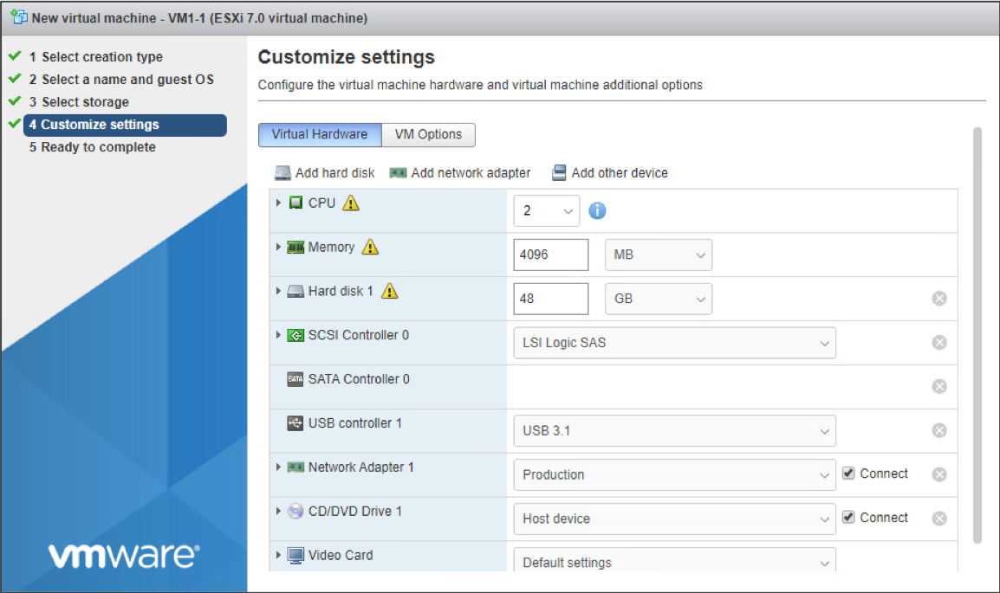 New virtual machine - VM1-1 (ESXi 7.0 virtual machine)
1 Select creation type
2 Select a name and guest OS
3 Select storage
4 Customize settings
5 Ready to complete
vmware®
Customize settings
Configure the virtual machine hardware and virtual machine additional options
Virtual Hardware VM Options
Add hard disk Add network adapter Add other device
CPU 2
Memory 4096 MB
Hard disk 1 48 GB
SCSI Controller 0 LSI Logic SAS
SATA SATA Controller 0
USB controller 1 USB 3.1
Network Adapter 1 Production Connect
CD/DVD Drive 1 Host device Connect
Video Card Default settings